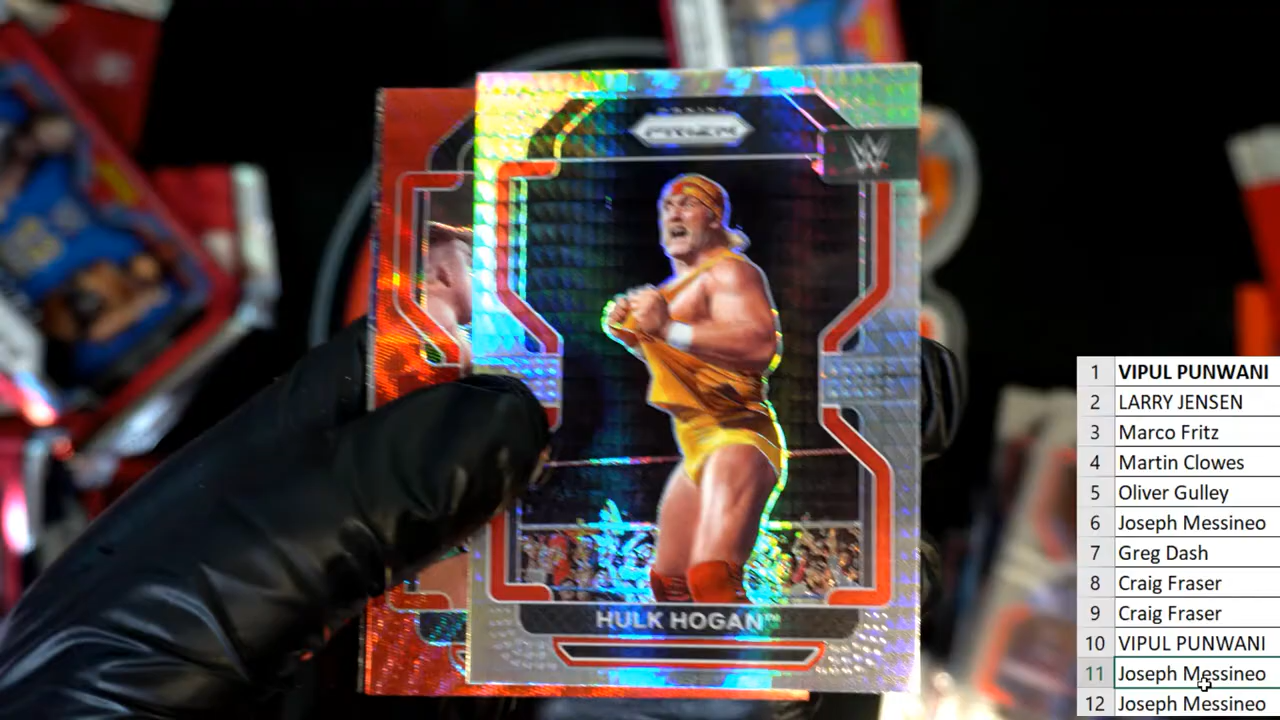 PANINI
PRIZM
W
HULK HOGAN™
1 VIPUL PUNWANI
2 LARRY JENSEN
3 Marco Fritz
4 Martin Clowes
5 Oliver Gulley
6 Joseph Messineo
7 Greg Dash
8 Craig Fraser
9 Craig Fraser
10 VIPUL PUNWANI
11 Joseph Messineo
12 Joseph Messineo